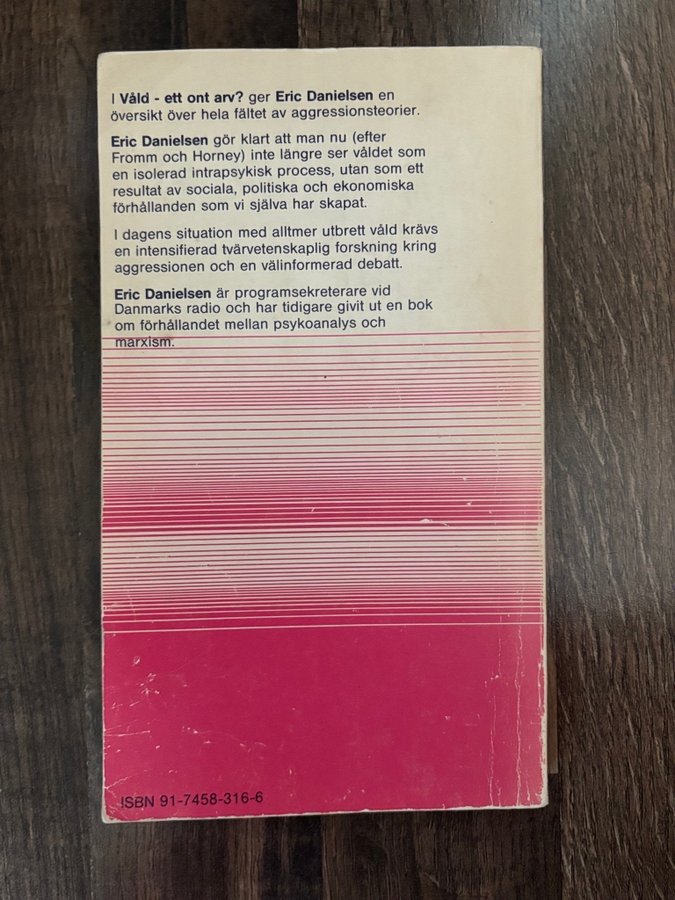 I Våld - ett ont arv? ger Eric Danielsen en
översikt över hela fältet av aggressionsteorier.
Eric Danielsen gör klart att man nu (efter
Fromm och Horney) inte längre ser våldet som
en isolerad intrapsykisk process, utan som ett
resultat av sociala, politiska och ekonomiska
förhållanden som vi själva har skapat.
I dagens situation med alltmer utbrett våld krävs
en intensifierad tvärvetenskaplig forskning kring
aggressionen och en välinformerad debatt.
Eric Danielsen är programsekreterare vid
Danmarks radio och har tidigare givit ut en bok
om förhållandet mellan psykoanalys och
marxism.
ISBN 91-7458-316-6